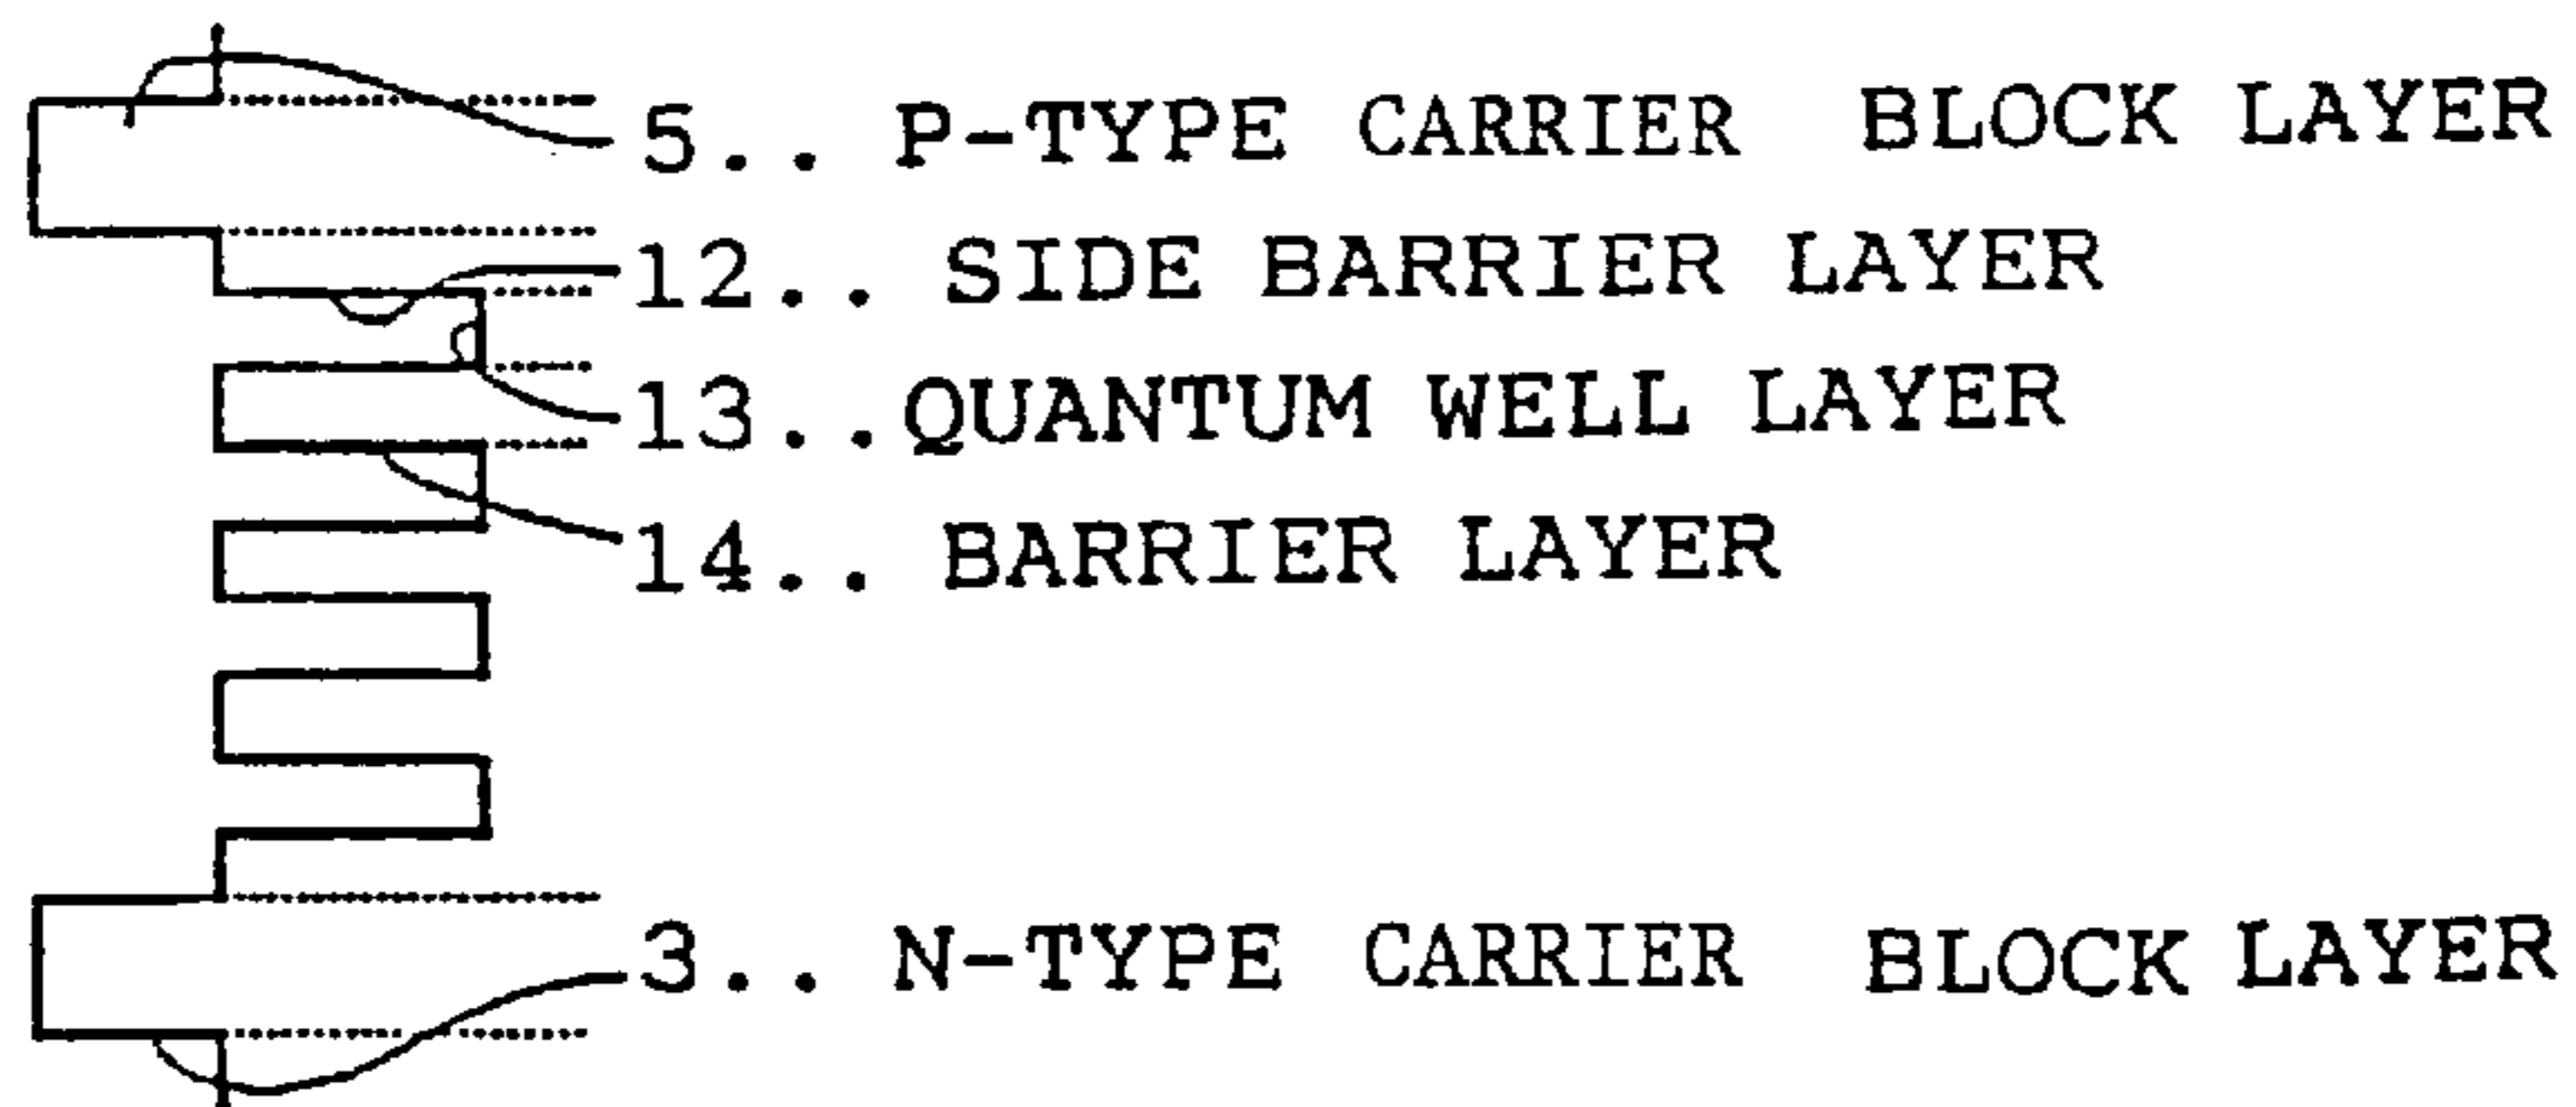 5.. P-TYPE CARRIER BLOCK LAYER
12.. SIDE BARRIER LAYER
13..QUANTUM WELL LAYER
14.. BARRIER LAYER
3.. N-TYPE CARRIER BLOCK LAYER